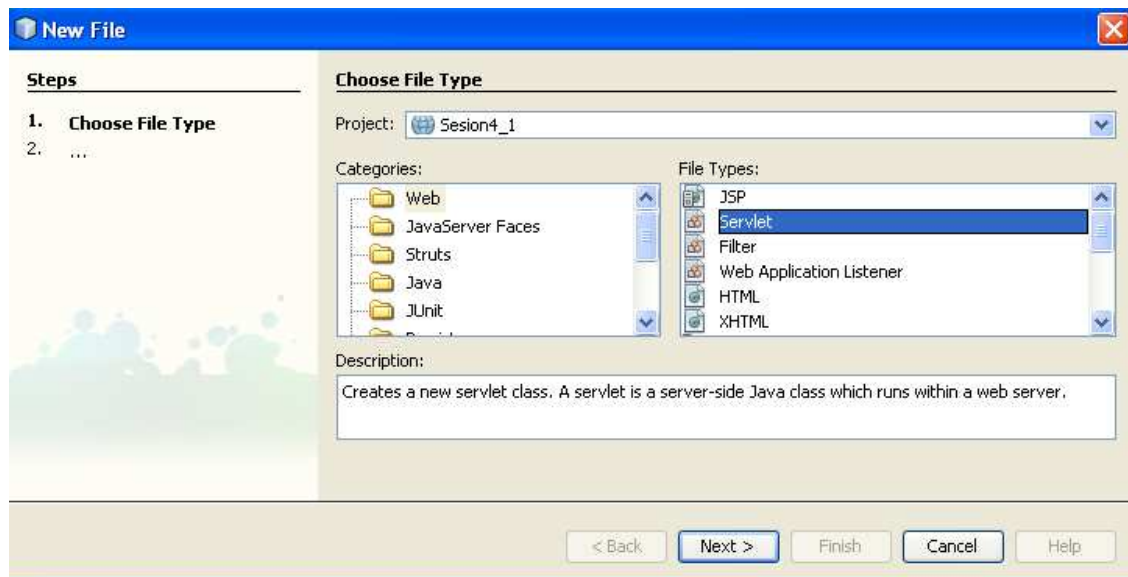 New File
Steps
1. Choose File Type
2. ...
Choose File Type
Project: Sesion4_1
Categories:
Web
JavaServer Faces
Struts
Java
JUnit
File Types:
JSP
Servlet
Filter
Web Application Listener
HTML
XHTML
Description:
Creates a new servlet class. A servlet is a server-side Java class which runs within a web server.
< Back Next > Finish Cancel Help